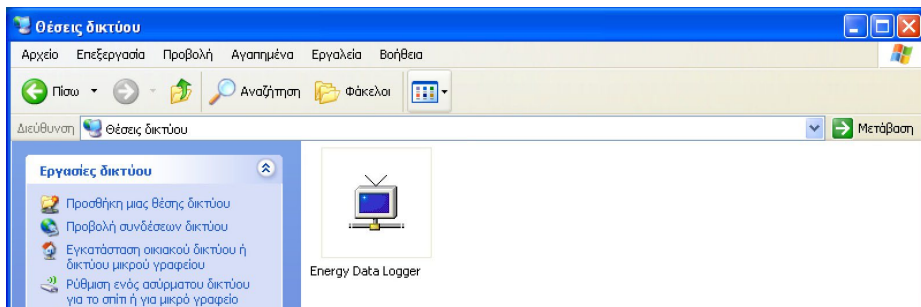 Θέσεις δικτύου
Αρχείο Επεξεργασία Προβολή Αγαπημένα Εργαλεία Βοήθεια
Πίσω Αναζήτηση Φάκελοι
Διεύθυνση Θέσεις δικτύου Μετάβαση
Εργασίες δικτύου
Προσθήκη μιας θέσης δικτύου
Προβολή συνδέσεων δικτύου
Εγκατάσταση οικιακού δικτύου ή
δικτύου μικρού γραφείου
Ρύθμιση ενός ασύρματου δικτύου
για το σπίτι ή για μικρό γραφείο
Energy Data Logger